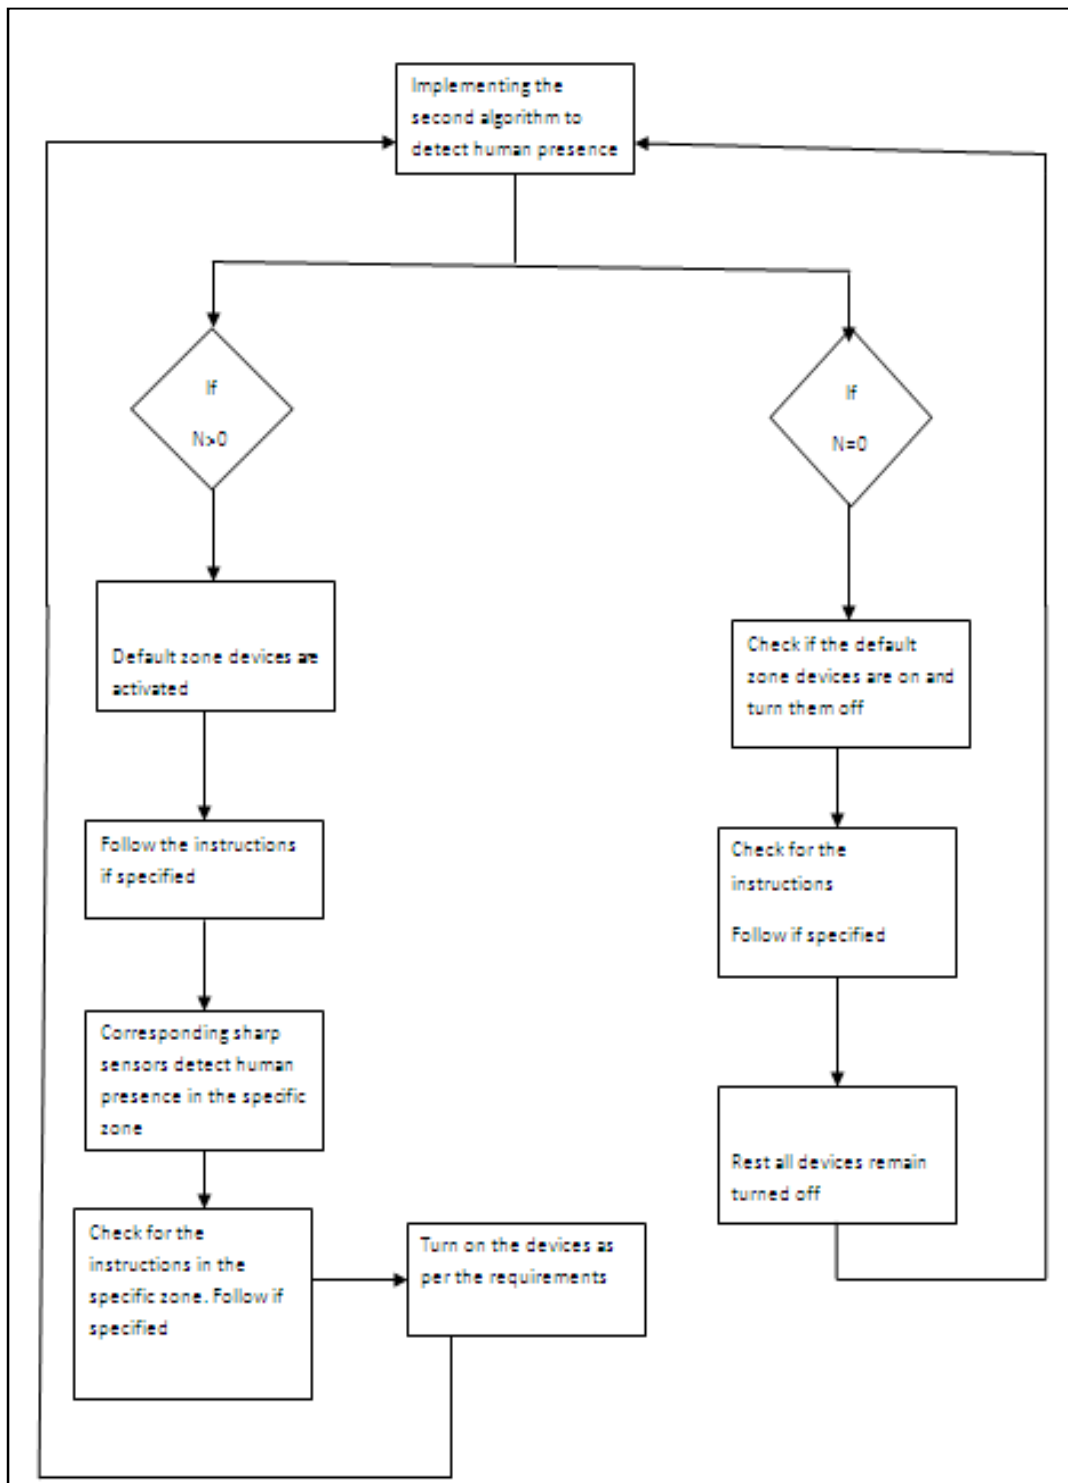 Implementing the
second algorithm to
detect human presence
If
N>0
If
N=0
Default zone devices are
activated
Check if the default
zone devices are on and
turn them off
Follow the instructions
if specified
Check for the
instructions
Follow if specified
Corresponding sharp
sensors detect human
presence in the specific
zone
Rest all devices remain
turned off
Check for the
instructions in the
specific zone. Follow if
specified
Turn on the devices as
per the requirements